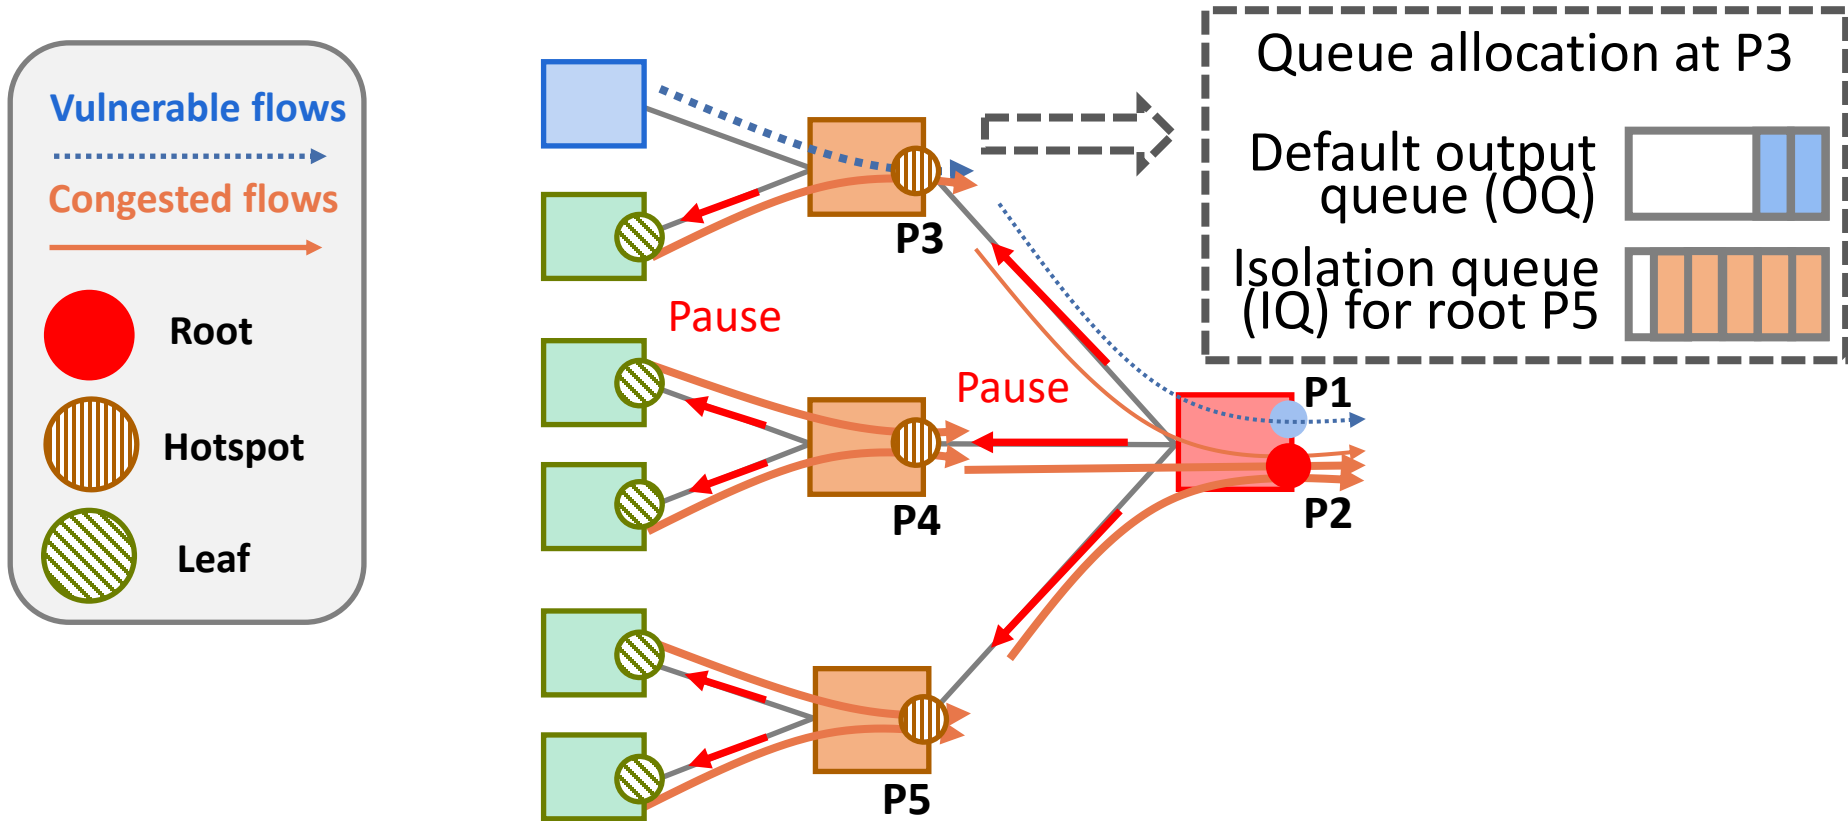 Vulnerable flows
Congested flows
Root
Hotspot
Leaf
Pause
Pause
P3
P4
P5
P1
P2
Queue allocation at P3
Default output
queue (OQ)
Isolation queue
(IQ) for root P5